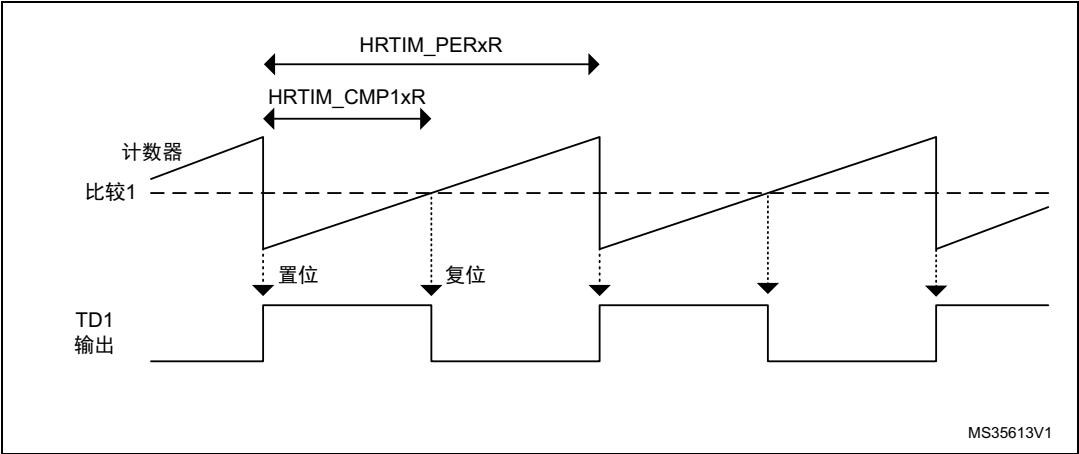 HRTIM_PERxR
HRTIM_CMP1xR
计数器
比较1
置位
复位
TD1
输出
MS35613V1